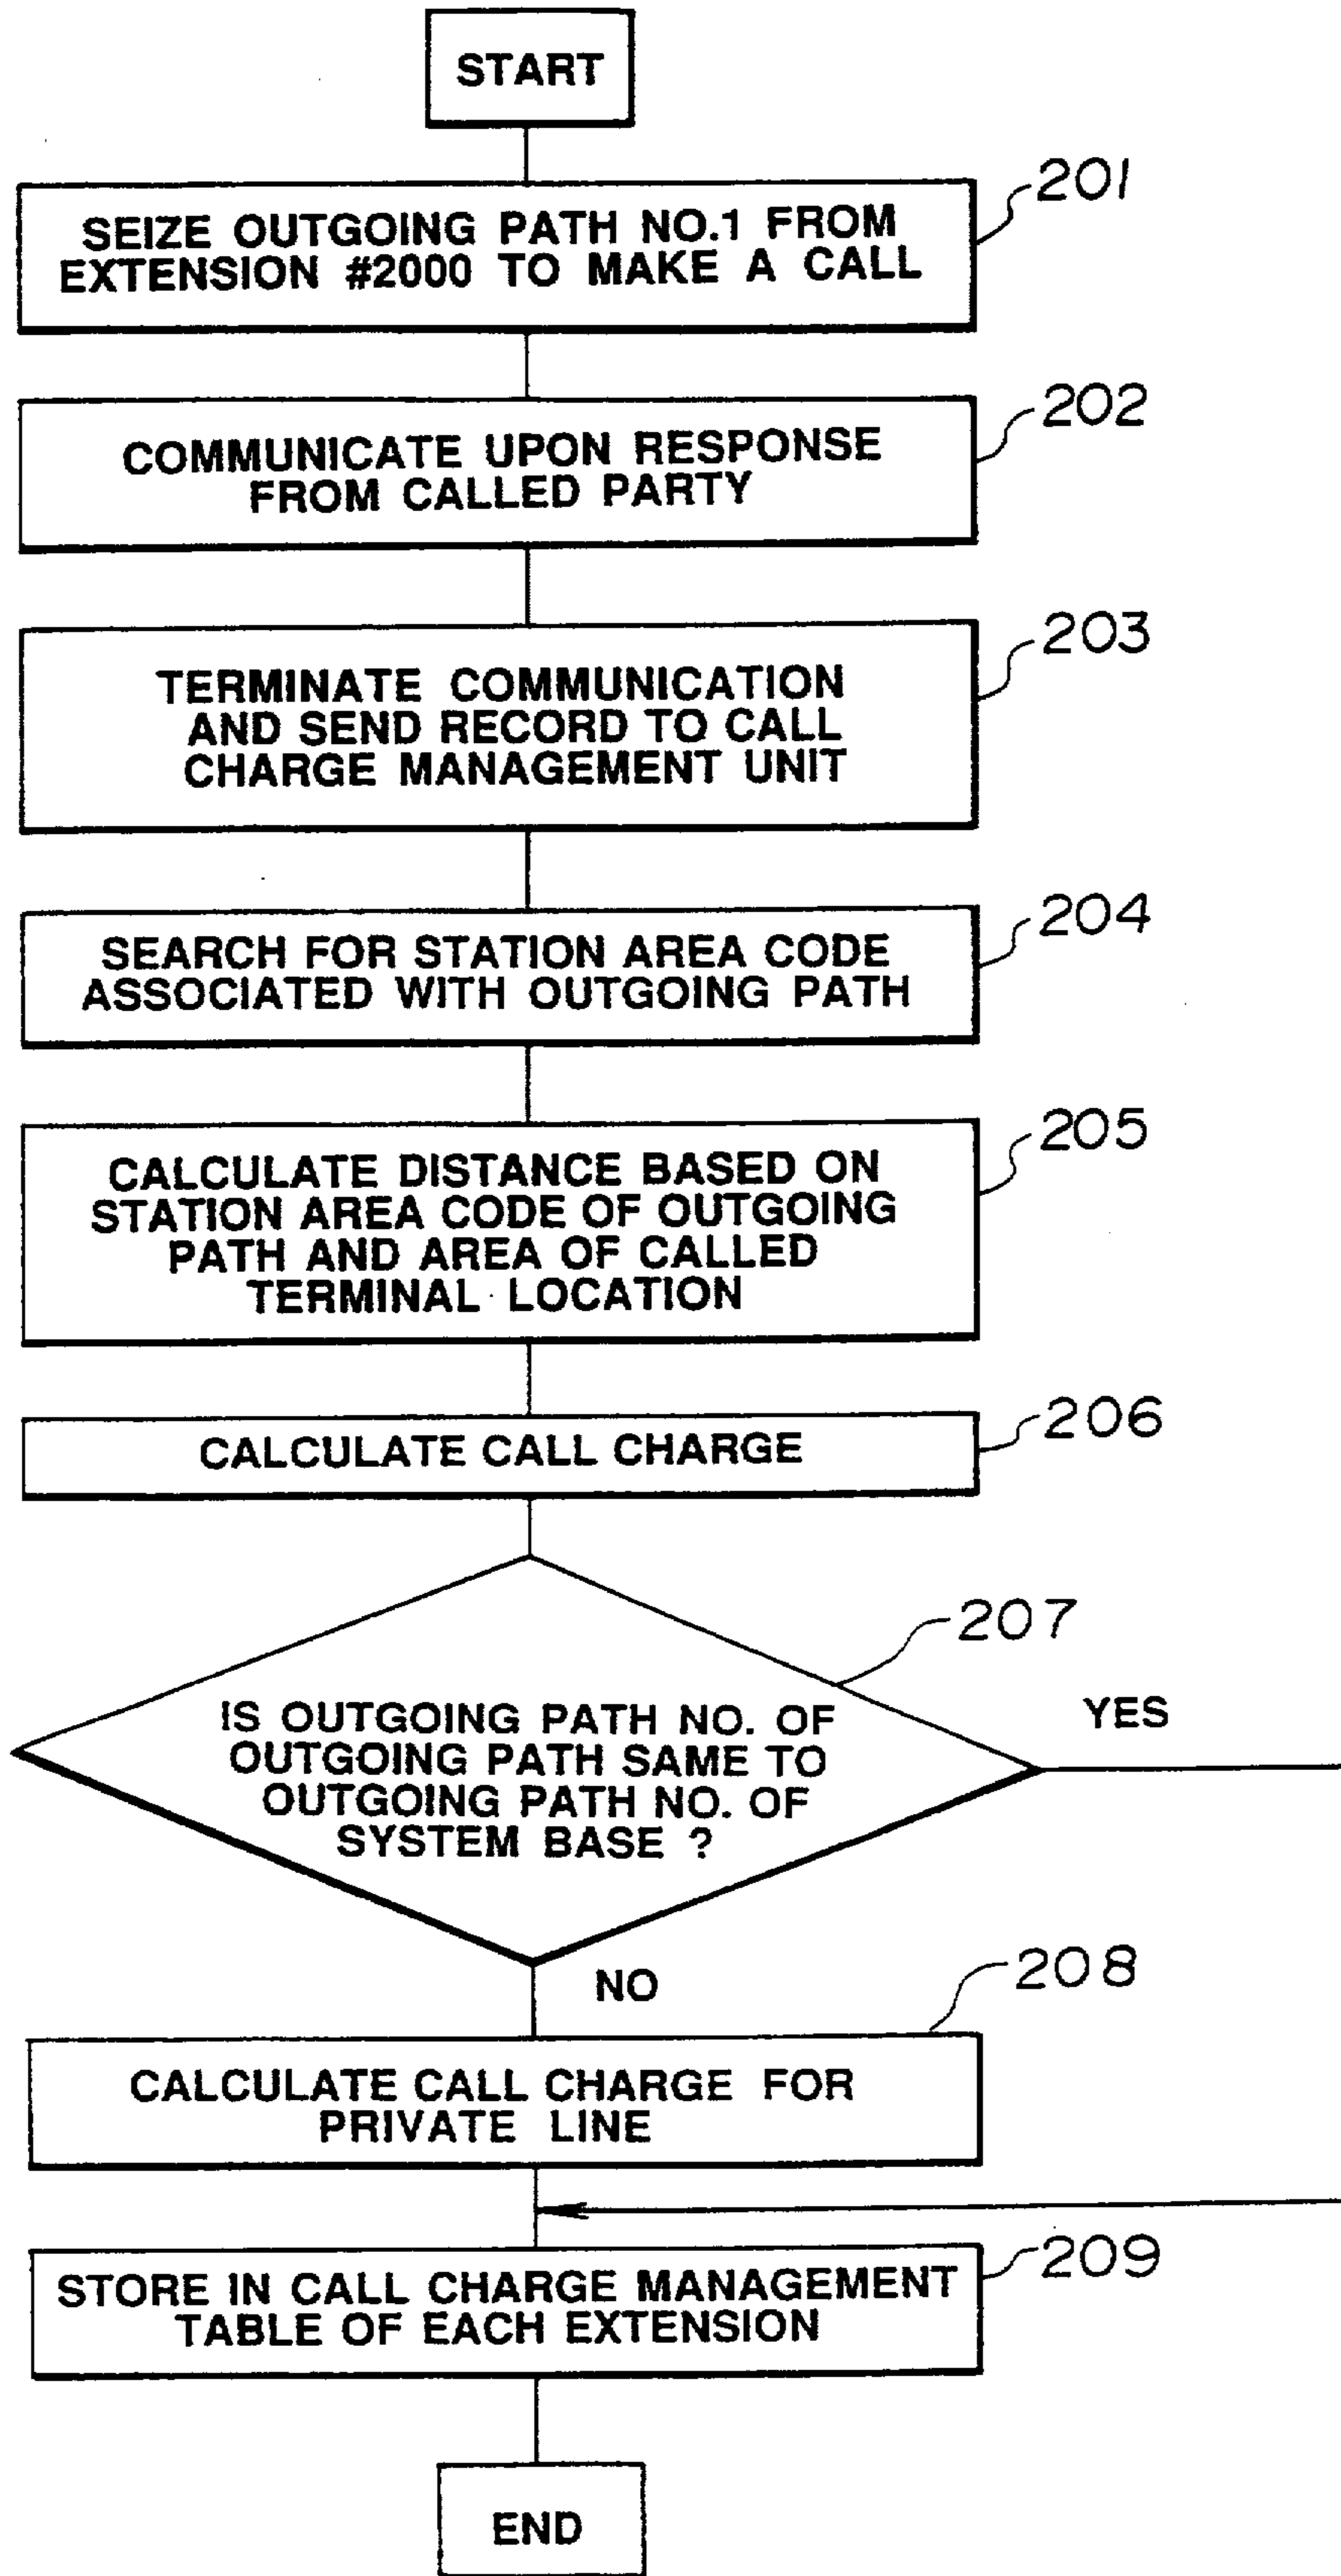 START
201
SEIZE OUTGOING PATH NO.1 FROM
EXTENSION #2000 TO MAKE A CALL
202
COMMUNICATE UPON RESPONSE
FROM CALLED PARTY
203
TERMINATE COMMUNICATION
AND SEND RECORD TO CALL
CHARGE MANAGEMENT UNIT
204
SEARCH FOR STATION AREA CODE
ASSOCIATED WITH OUTGOING PATH
205
CALCULATE DISTANCE BASED ON
STATION AREA CODE OF OUTGOING
PATH AND AREA OF CALLED
TERMINAL LOCATION
206
CALCULATE CALL CHARGE
207
IS OUTGOING PATH NO. OF
OUTGOING PATH SAME TO
OUTGOING PATH NO. OF
SYSTEM BASE ?
YES
NO
208
CALCULATE CALL CHARGE FOR
PRIVATE LINE
209
STORE IN CALL CHARGE MANAGEMENT
TABLE OF EACH EXTENSION
END